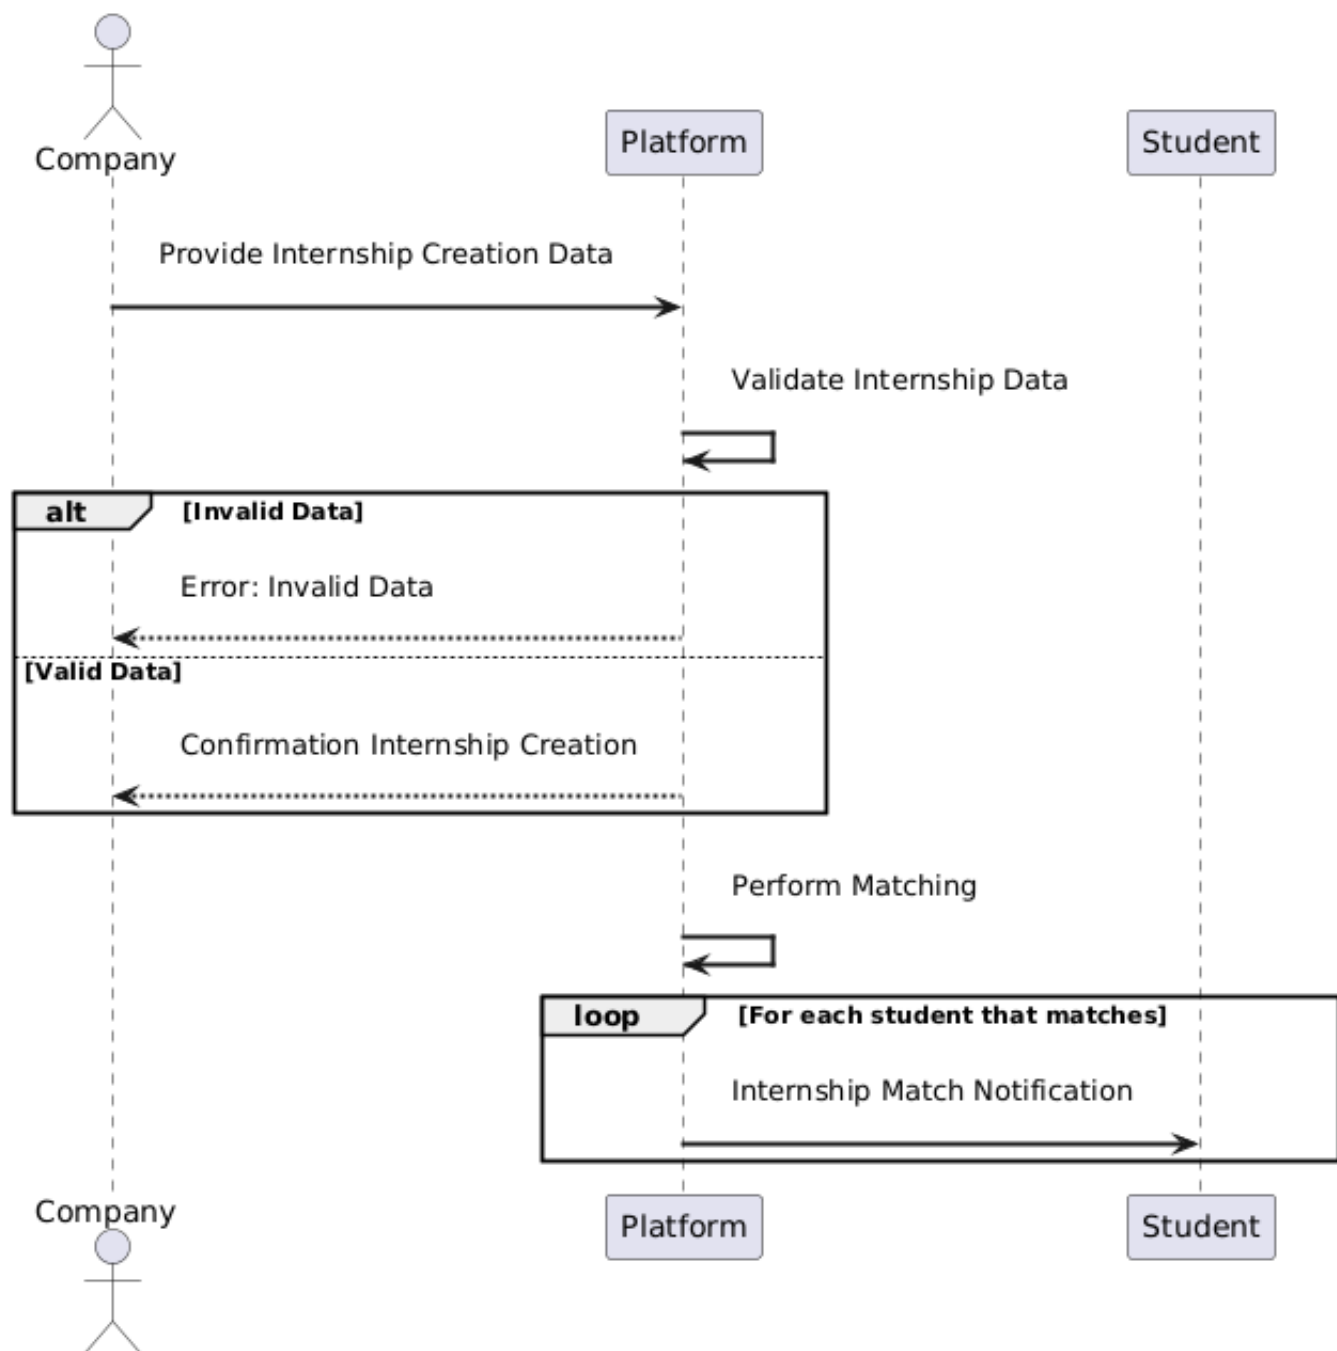 Company
Platform
Student
Provide Internship Creation Data
Validate Internship Data
alt
[Invalid Data]
Error: Invalid Data
[Valid Data]
Confirmation Internship Creation
Perform Matching
loop
[For each student that matches]
Internship Match Notification
Company
Platform
Student